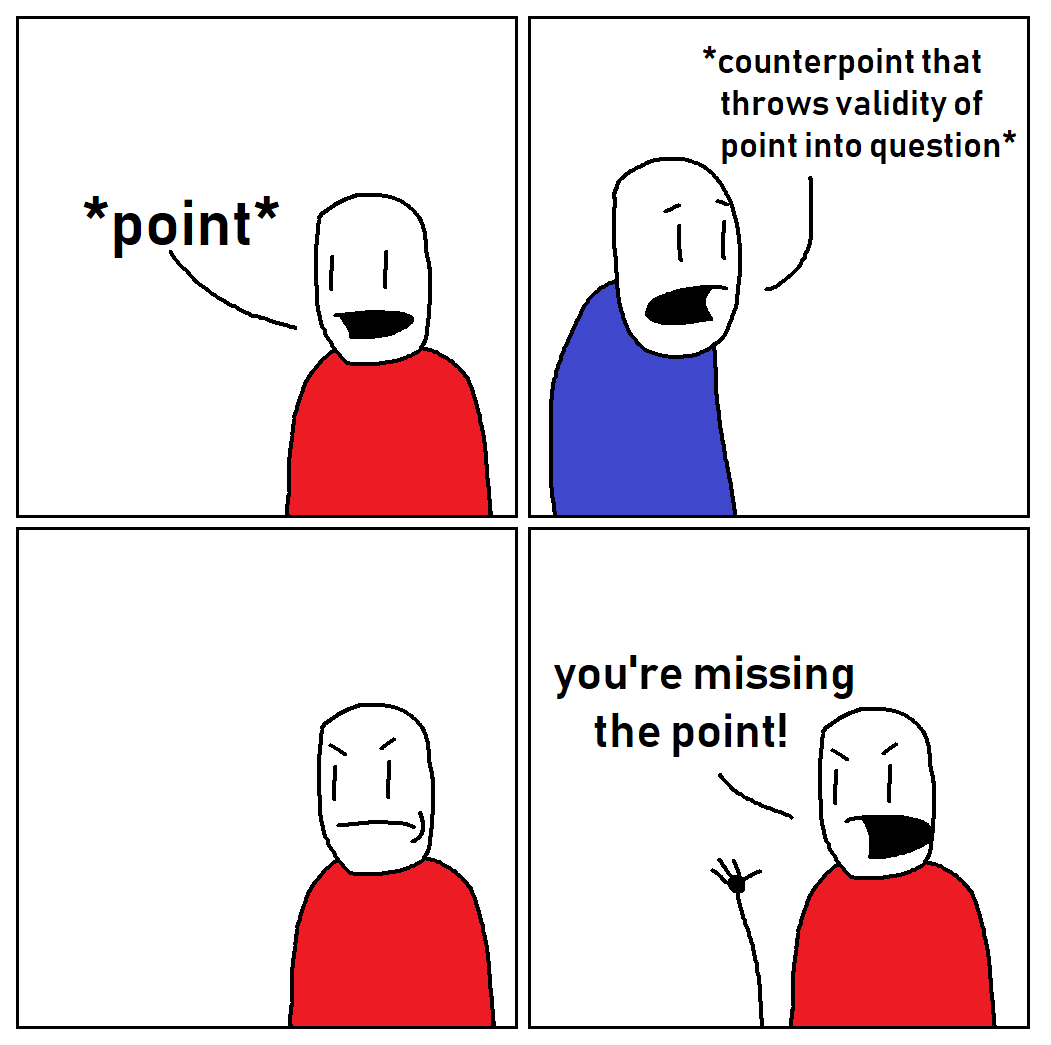 *point*
*counterpoint that
throws validity of
point into question*
you're missing
the point!